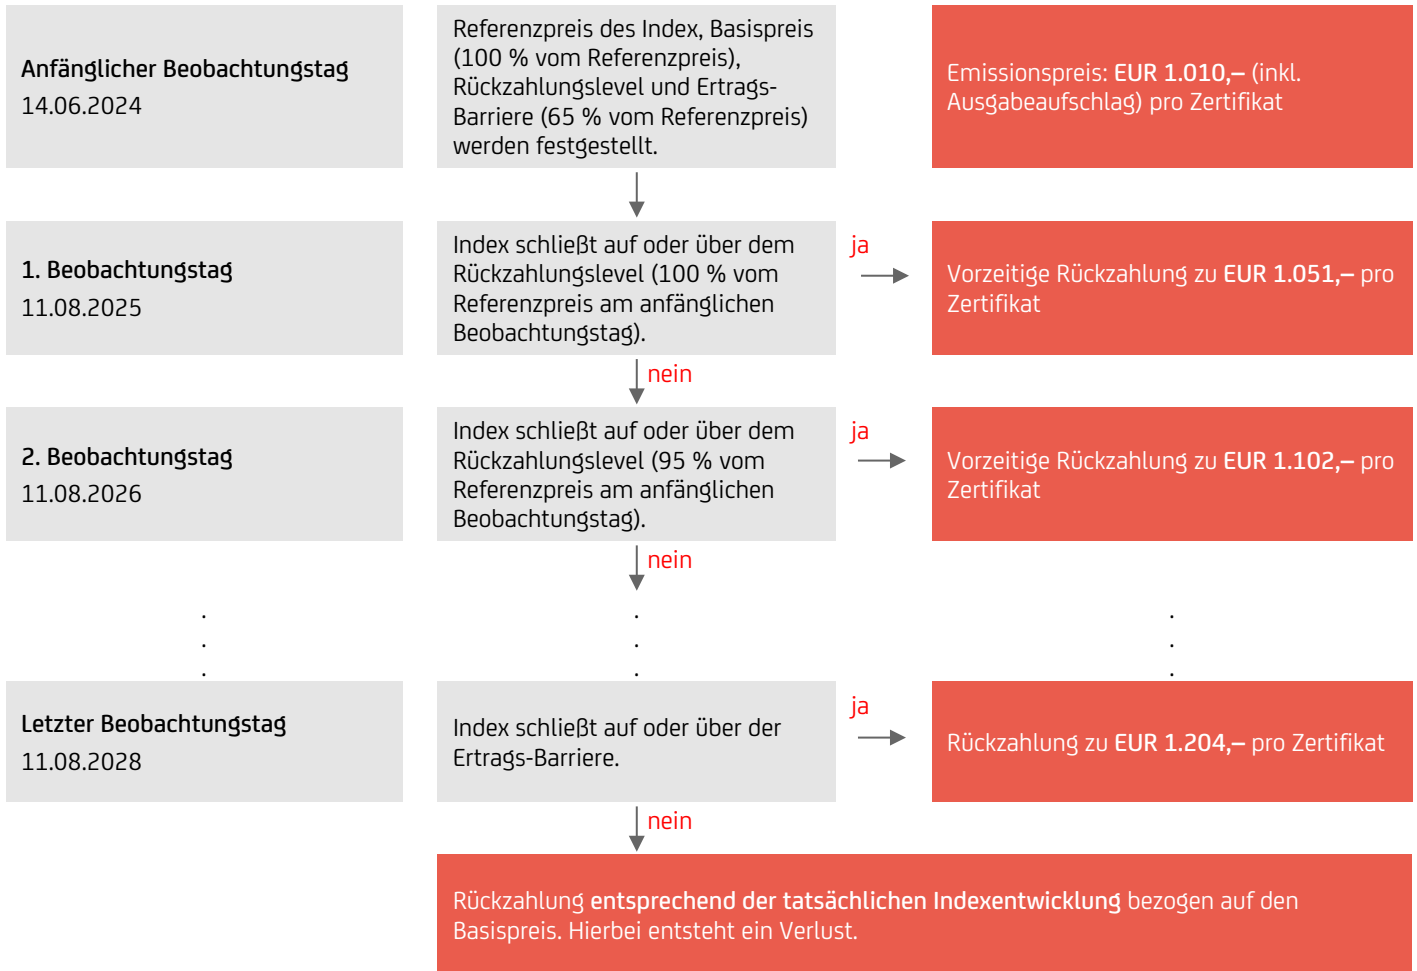 Anfänglicher Beobachtungstag
14.06.2024
Referenzpreis des Index, Basispreis
(100 % vom Referenzpreis),
Rückzahlungslevel und Ertrags-
Barriere (65 % vom Referenzpreis)
werden festgestellt.
Emissionspreis: EUR 1.010,– (inkl.
Ausgabeaufschlag) pro Zertifikat
1. Beobachtungstag
11.08.2025
Index schließt auf oder über dem
Rückzahlungslevel (100 % vom
Referenzpreis am anfänglichen
Beobachtungstag).
ja
Vorzeitige Rückzahlung zu EUR 1.051,– pro
Zertifikat
nein
2. Beobachtungstag
11.08.2026
Index schließt auf oder über dem
Rückzahlungslevel (95 % vom
Referenzpreis am anfänglichen
Beobachtungstag).
ja
Vorzeitige Rückzahlung zu EUR 1.102,– pro
Zertifikat
nein
. . .
. . .
. . .
Letzter Beobachtungstag
11.08.2028
Index schließt auf oder über der
Ertrags-Barriere.
ja
Rückzahlung zu EUR 1.204,– pro Zertifikat
nein
Rückzahlung entsprechend der tatsächlichen Indexentwicklung bezogen auf den
Basispreis. Hierbei entsteht ein Verlust.